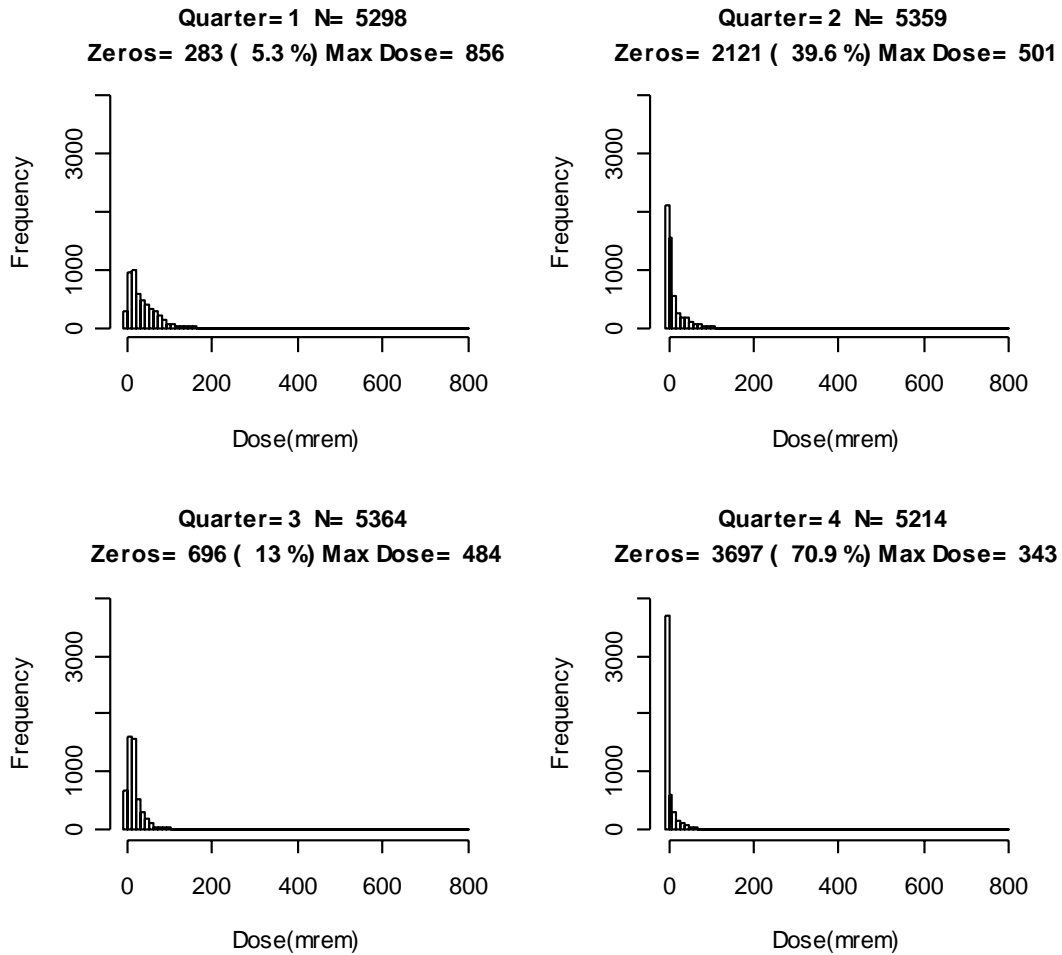 Quarter= 1 N= 5298
Zeros= 283 ( 5.3 %) Max Dose= 856
Frequency
3000
1000
0
0 200 400 600 800
Dose(mrem)
Quarter= 2 N= 5359
Zeros= 2121 ( 39.6 %) Max Dose= 501
Frequency
3000
1000
0
0 200 400 600 800
Dose(mrem)
Quarter= 3 N= 5364
Zeros= 696 ( 13 %) Max Dose= 484
Frequency
3000
1000
0
0 200 400 600 800
Dose(mrem)
Quarter= 4 N= 5214
Zeros= 3697 ( 70.9 %) Max Dose= 343
Frequency
3000
1000
0
0 200 400 600 800
Dose(mrem)